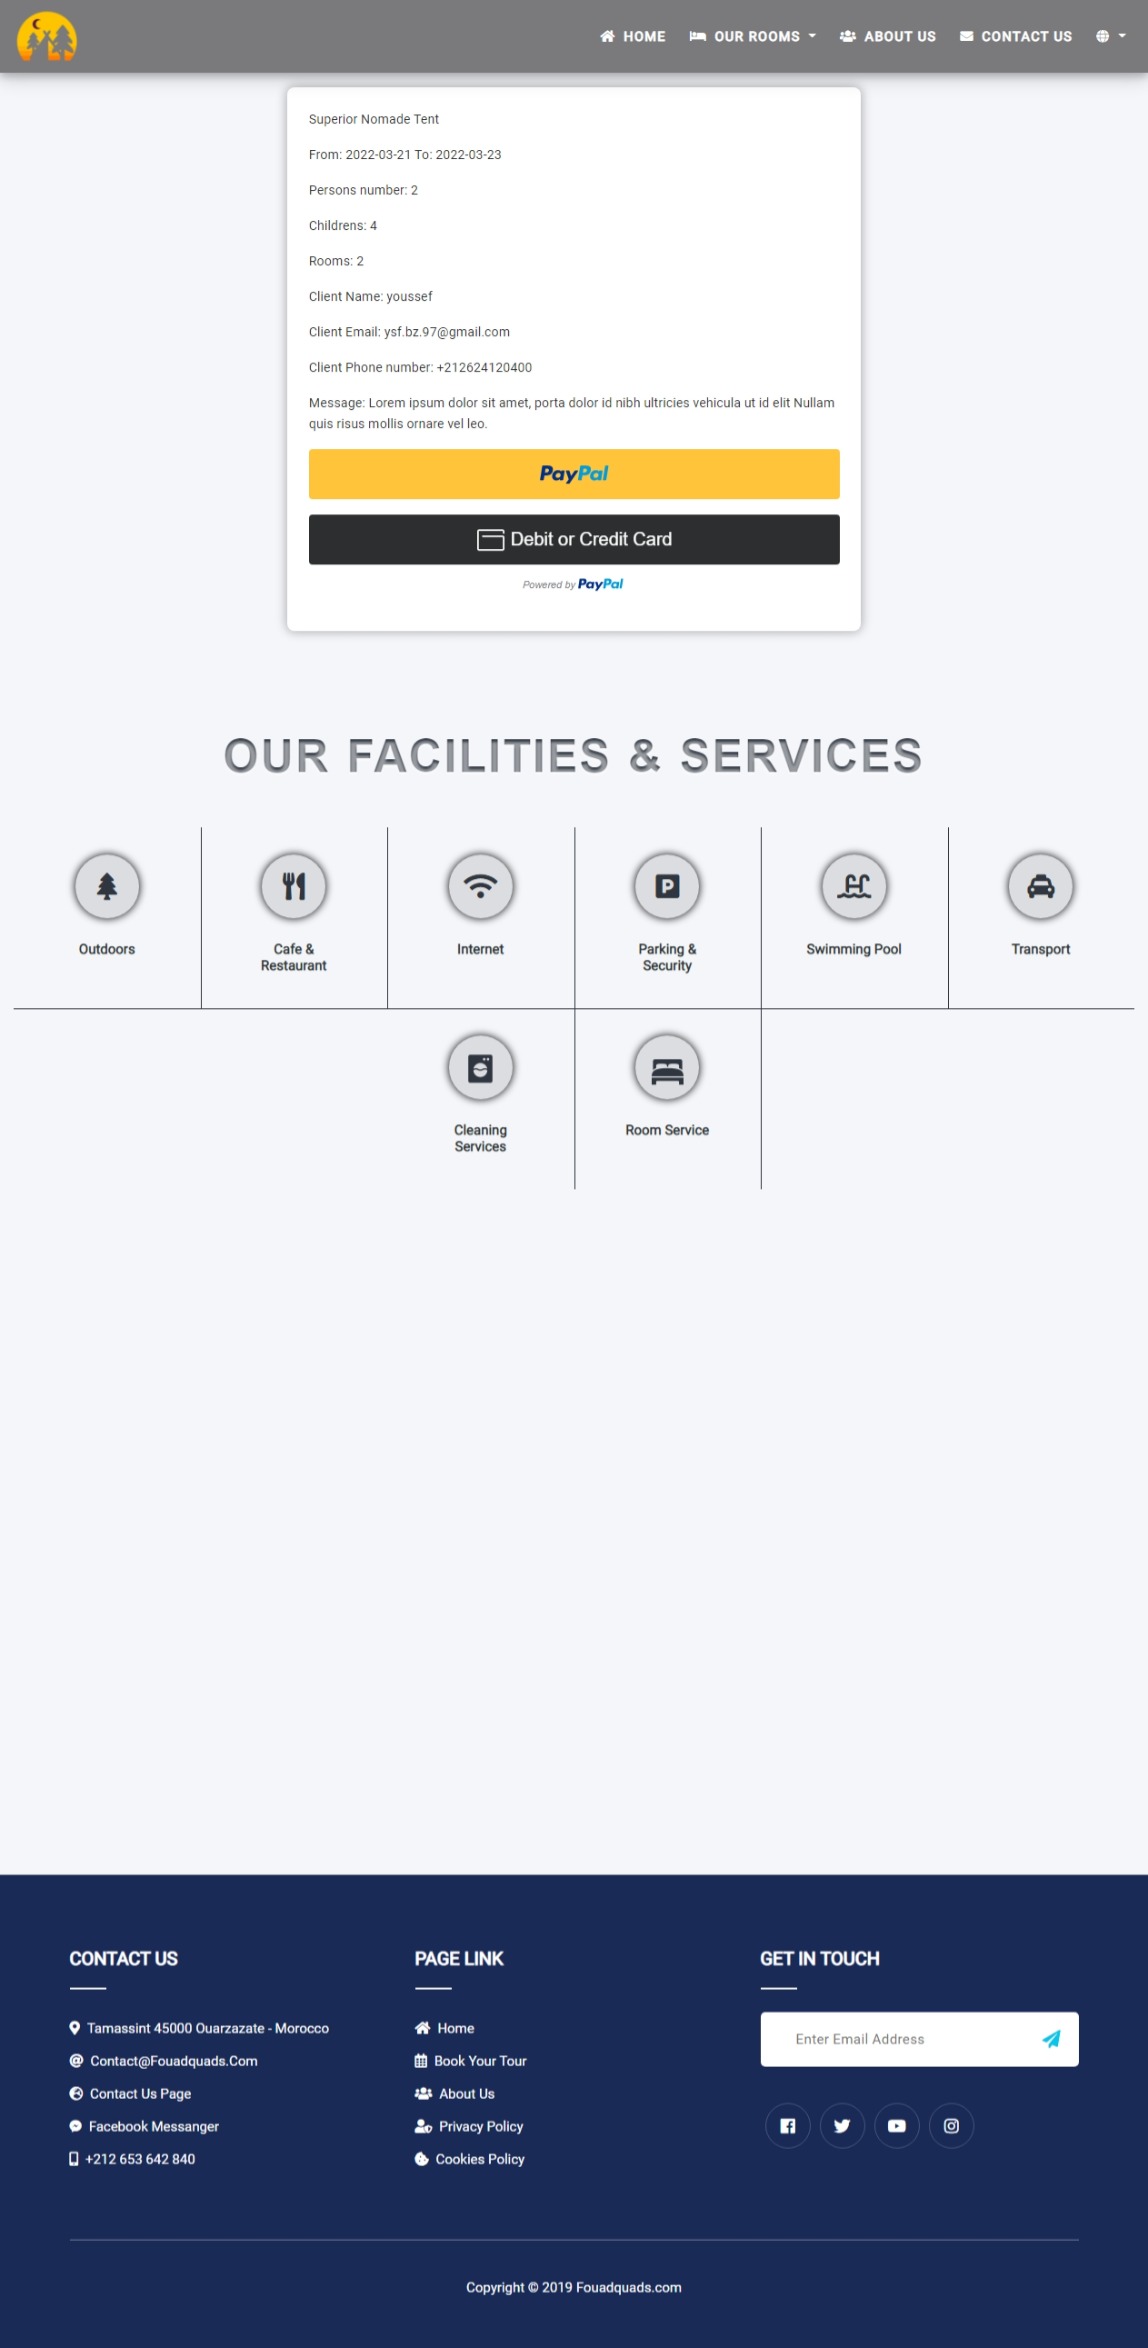 HOME OUR ROOMS ABOUT US CONTACT US
Superior Nomade Tent
From: 2022-03-21 To: 2022-03-23
Persons number: 2
Childrens: 4
Rooms: 2
Client Name: youssef
Client Email: ysf.bz.97@gmail.com
Client Phone number: +212624120400
Message: Lorem ipsum dolor sit amet, porta dolor id nibh ultricies vehicula ut id elit Nullam
quis risus mollis ornare vel leo.
PayPal
Debit or Credit Card
Powered by PayPal
OUR FACILITIES & SERVICES
Outdoors
Cafe &
Restaurant
Internet
Parking &
Security
Swimming Pool
Transport
Cleaning
Services
Room Service
CONTACT US
Tamassint 45000 Ouarzazate - Morocco
Contact@Fouadquads.Com
Contact Us Page
Facebook Messanger
+212 653 642 840
PAGE LINK
Home
Book Your Tour
About Us
Privacy Policy
Cookies Policy
GET IN TOUCH
Enter Email Address
Copyright © 2019 Fouadquads.com